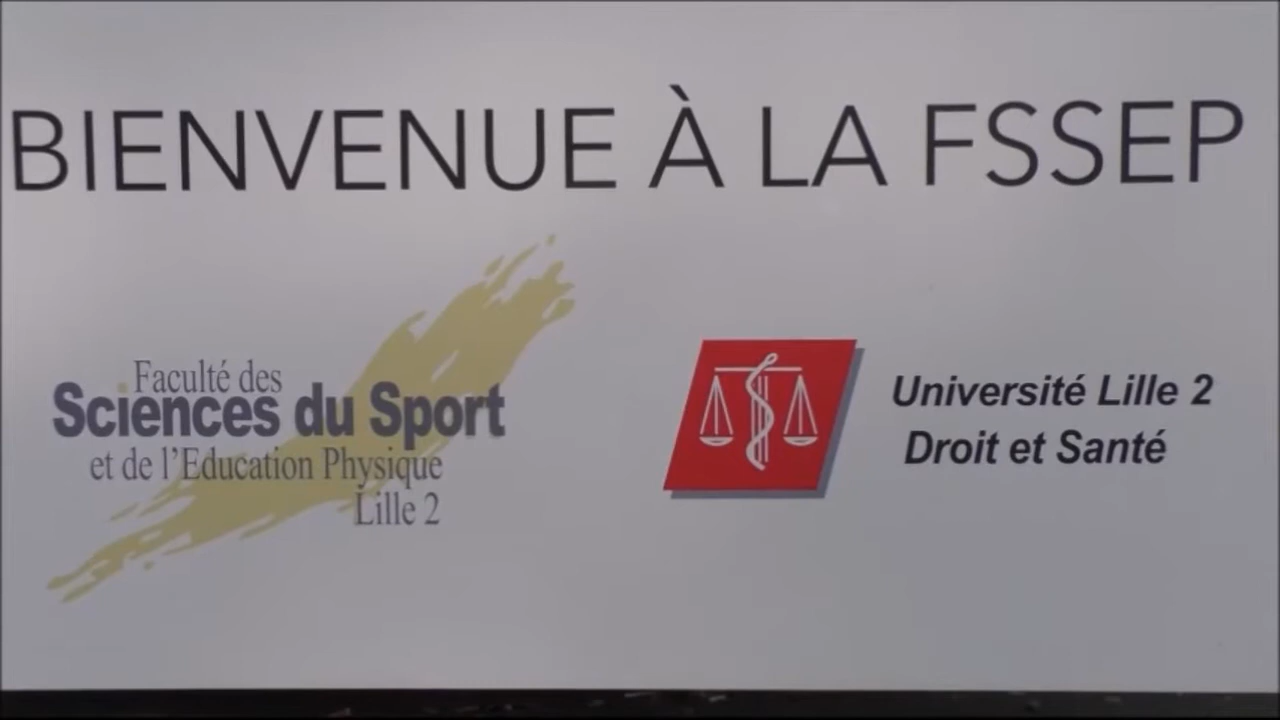 BIENVENUE À LA FSSEP
Faculté des
Sciences du Sport
et de l'Education Physique
Lille 2
Université Lille 2
Droit et Santé